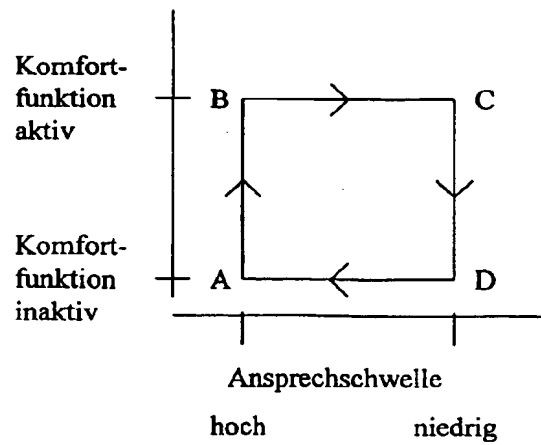 Komfort-
funktion
aktiv
B
C
Komfort-
funktion
inaktiv
A
D
Ansprechschwelle
hoch
niedrig